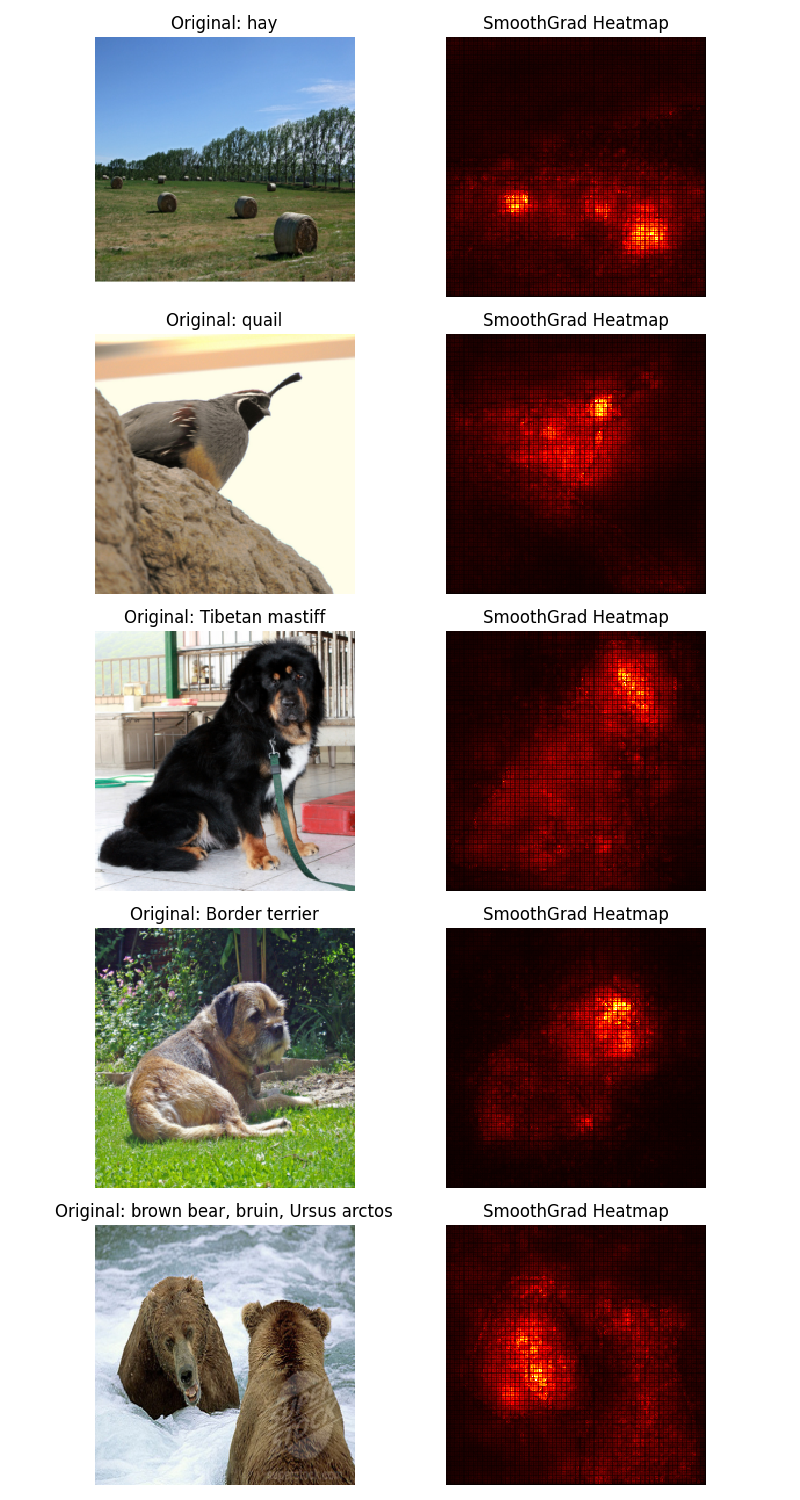 Original: hay
SmoothGrad Heatmap
Original: quail
SmoothGrad Heatmap
Original: Tibetan mastiff
SmoothGrad Heatmap
Original: Border terrier
SmoothGrad Heatmap
Original: brown bear, bruin, Ursus arctos
SmoothGrad Heatmap